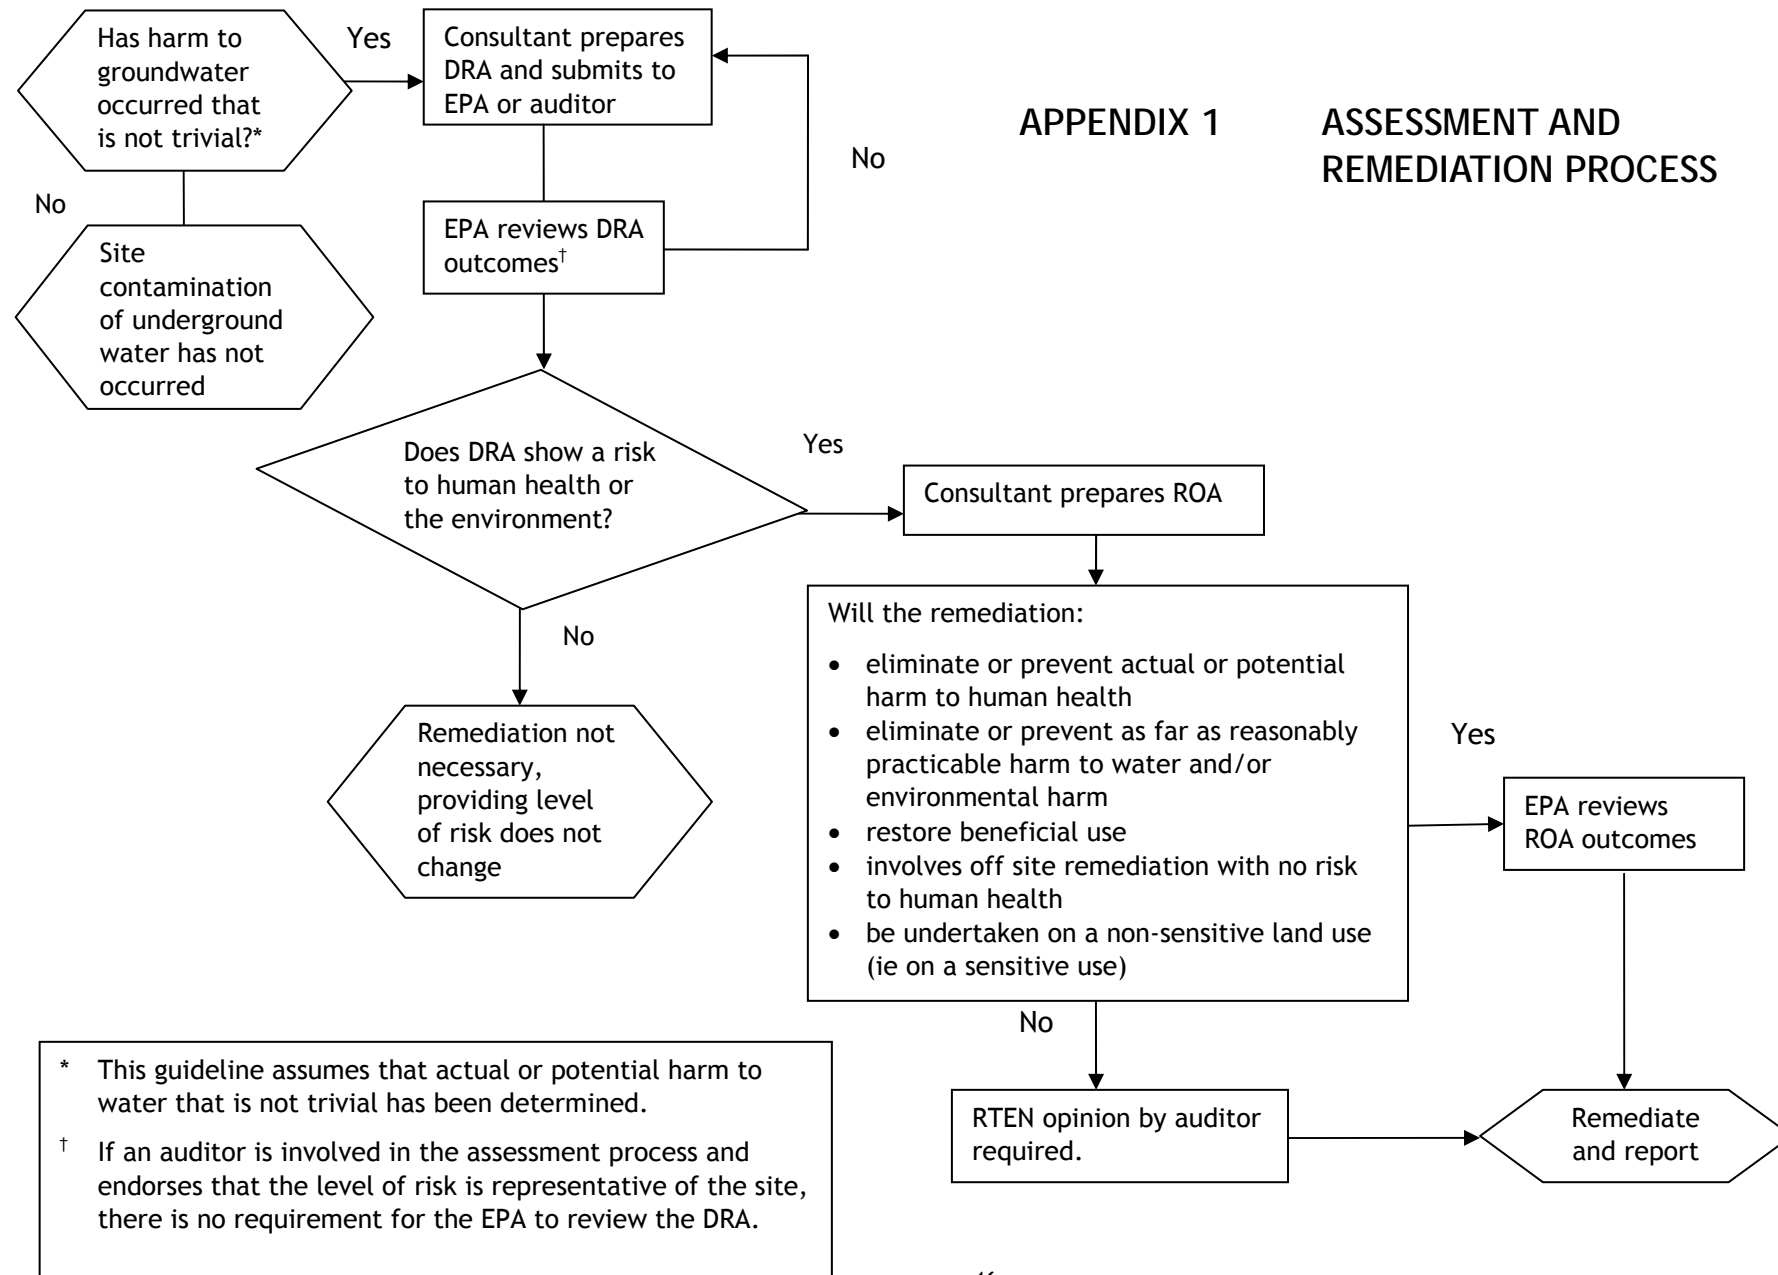 Has harm to
groundwater
occurred that
is not trivial?*
Yes
Consultant prepares
DRA and submits to
EPA or auditor
No
APPENDIX 1 ASSESSMENT AND
REMEDIATION PROCESS
No
Site
contamination
of underground
water has not
occurred
EPA reviews DRA
outcomes†
Does DRA show a risk
to human health or
the environment?
Yes
Consultant prepares ROA
No
Remediation not
necessary,
providing level
of risk does not
change
Will the remediation:
• eliminate or prevent actual or potential
harm to human health
• eliminate or prevent as far as reasonably
practicable harm to water and/or
environmental harm
• restore beneficial use
• involves off site remediation with no risk
to human health
• be undertaken on a non-sensitive land use
(ie on a sensitive use)
Yes
EPA reviews
ROA outcomes
No
RTEN opinion by auditor
required.
Remediate
and report
* This guideline assumes that actual or potential harm to
water that is not trivial has been determined.
† If an auditor is involved in the assessment process and
endorses that the level of risk is representative of the site,
there is no requirement for the EPA to review the DRA.